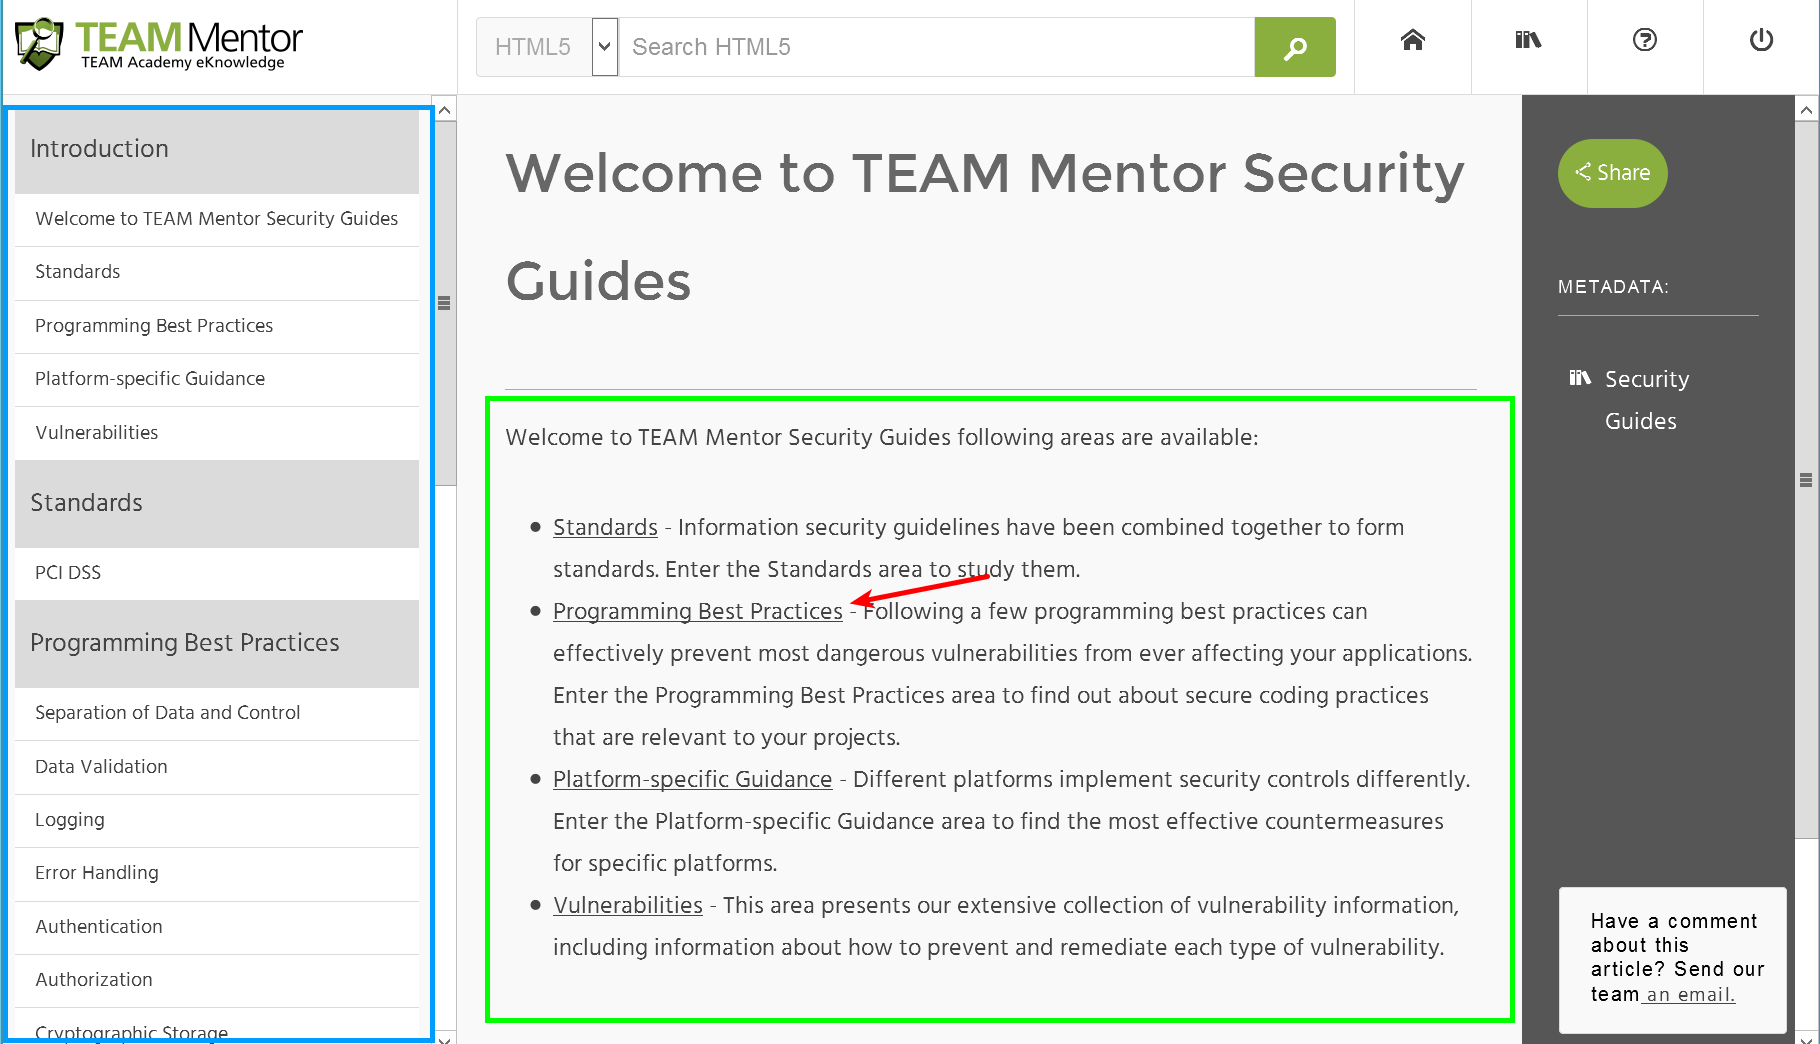 TEAM Mentor
TEAM Academy eKnowledge
HTML5
Search HTML5
Introduction
Welcome to TEAM Mentor Security Guides
Standards
Programming Best Practices
Platform-specific Guidance
Vulnerabilities
Standards
PCI DSS
Programming Best Practices
Separation of Data and Control
Data Validation
Logging
Error Handling
Authentication
Authorization
Cryptographic Storage
Welcome to TEAM Mentor Security
Guides
Welcome to TEAM Mentor Security Guides following areas are available:
Standards - Information security guidelines have been combined together to form
standards. Enter the Standards area to study them.
Programming Best Practices - Following a few programming best practices can
effectively prevent most dangerous vulnerabilities from ever affecting your applications.
Enter the Programming Best Practices area to find out about secure coding practices
that are relevant to your projects.
Platform-specific Guidance - Different platforms implement security controls differently.
Enter the Platform-specific Guidance area to find the most effective countermeasures
for specific platforms.
Vulnerabilities - This area presents our extensive collection of vulnerability information,
including information about how to prevent and remediate each type of vulnerability.
Share
METADATA:
Security
Guides
Have a comment
about this
article? Send our
team an email.